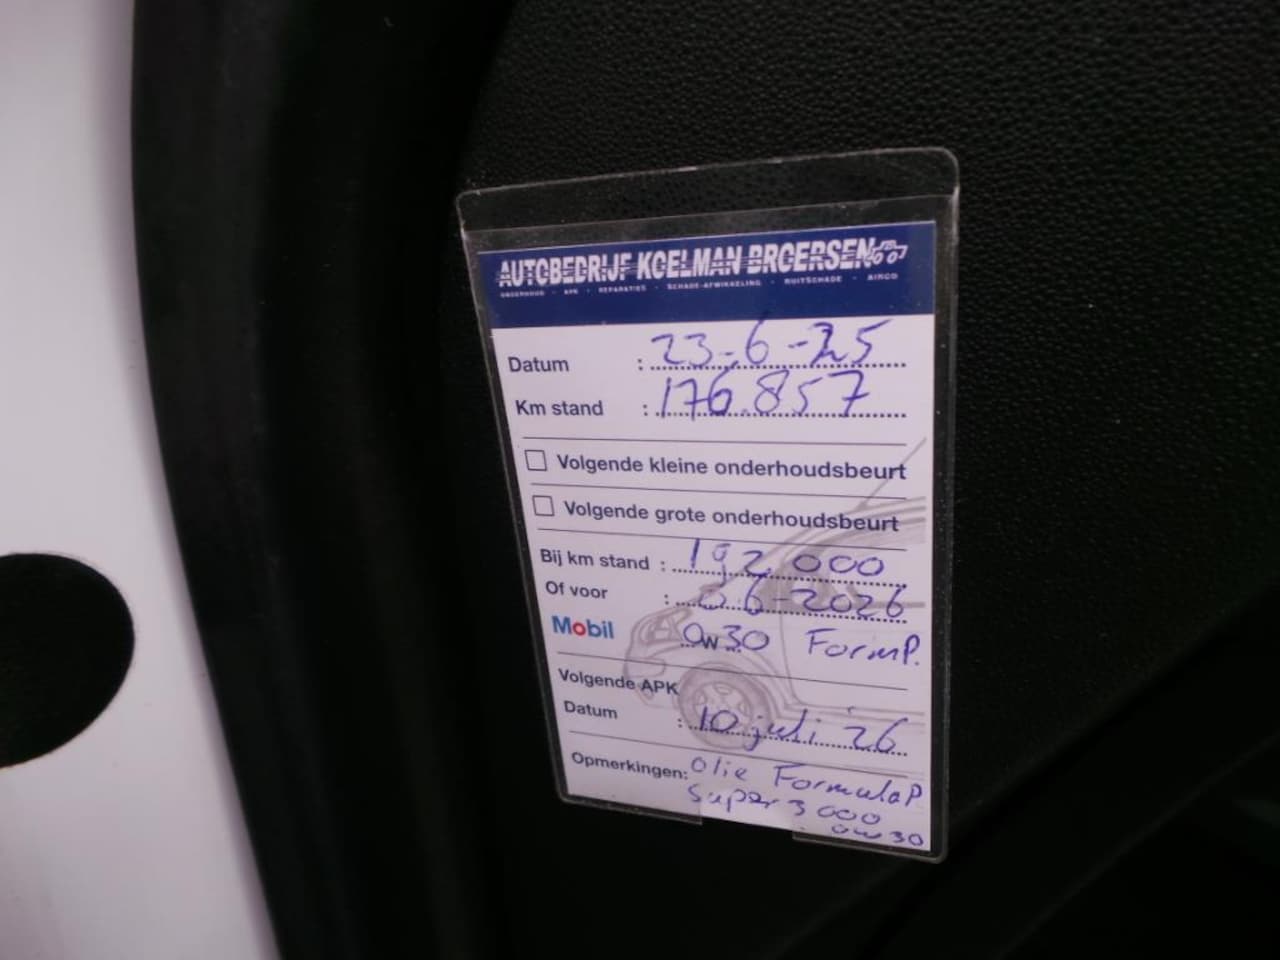 AUTOBEDRIJF KOELMAN BROERSEN
ONDERHOUD - APK - REPARATIES - SCHADE-AFWIKKELING - RUITSCHADE - AIRCO
Datum : 23-6-25
Km stand : 176.857
Volgende kleine onderhoudsbeurt
Volgende grote onderhoudsbeurt
Bij km stand : 192.000
Of voor : 06-2026
Mobil 0W30 FormP.
Volgende APK
Datum : 10 juli '26
Opmerkingen: olie Formula P
Super 3000
0W30